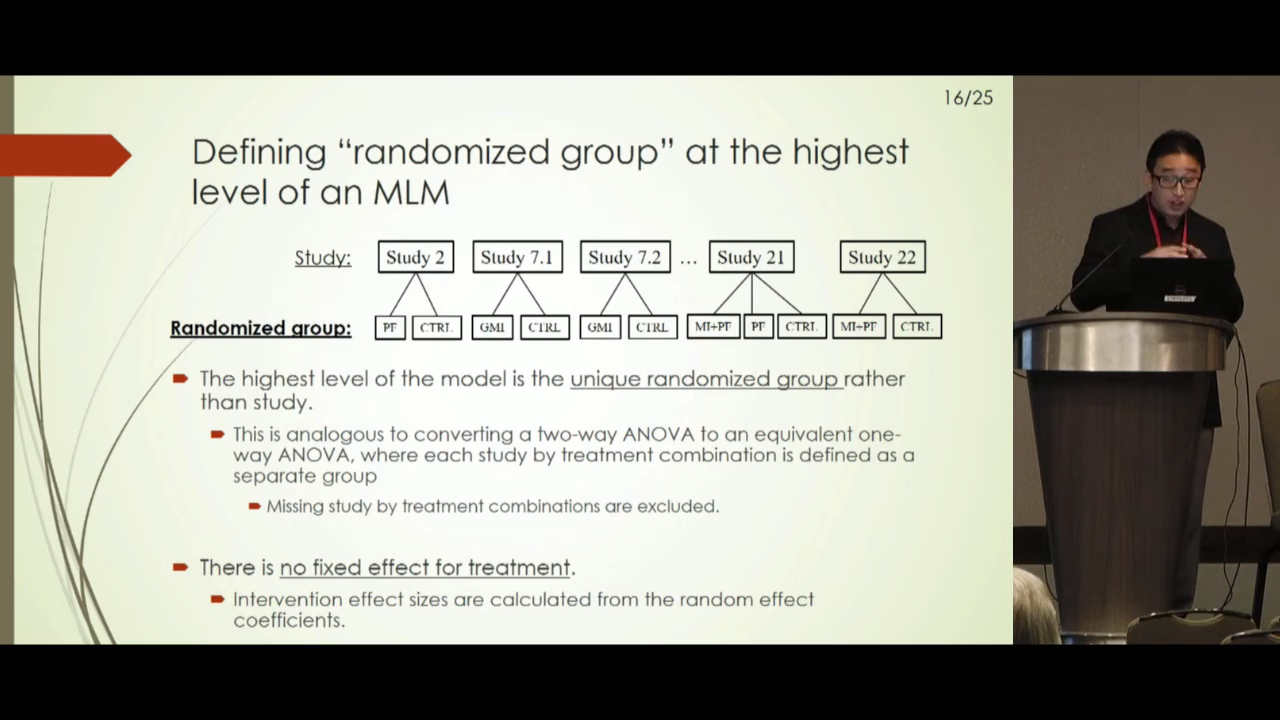 16/25
Defining “randomized group” at the highest
level of an MLM
Study: Study 2 Study 7.1 Study 7.2 ... Study 21 Study 22
Randomized group: PF CTRL GMI CTRL GMI CTRL MI+PF PF CTRL MI+PF CTRL
The highest level of the model is the unique randomized group rather
than study.
This is analogous to converting a two-way ANOVA to an equivalent one-
way ANOVA, where each study by treatment combination is defined as a
separate group
Missing study by treatment combinations are excluded.
There is no fixed effect for treatment.
Intervention effect sizes are calculated from the random effect
coefficients.